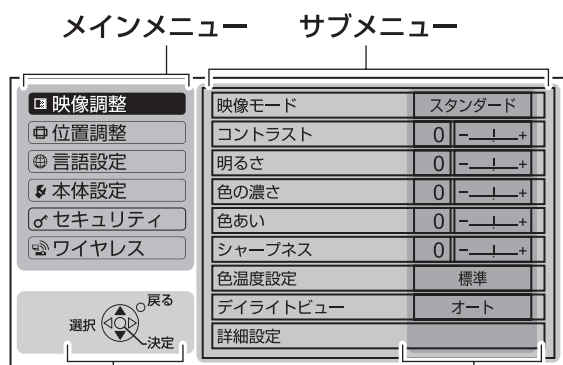 メインメニュー
サブメニュー
映像調整
位置調整
言語設定
本体設定
セキュリティ
ワイヤレス
戻る
選択
決定
映像モード スタンダード
コントラスト 0 - +
明るさ 0 - +
色の濃さ 0 - +
色あい 0 - +
シャープネス 0 - +
色温度設定 標準
デイライトビュー オート
詳細設定